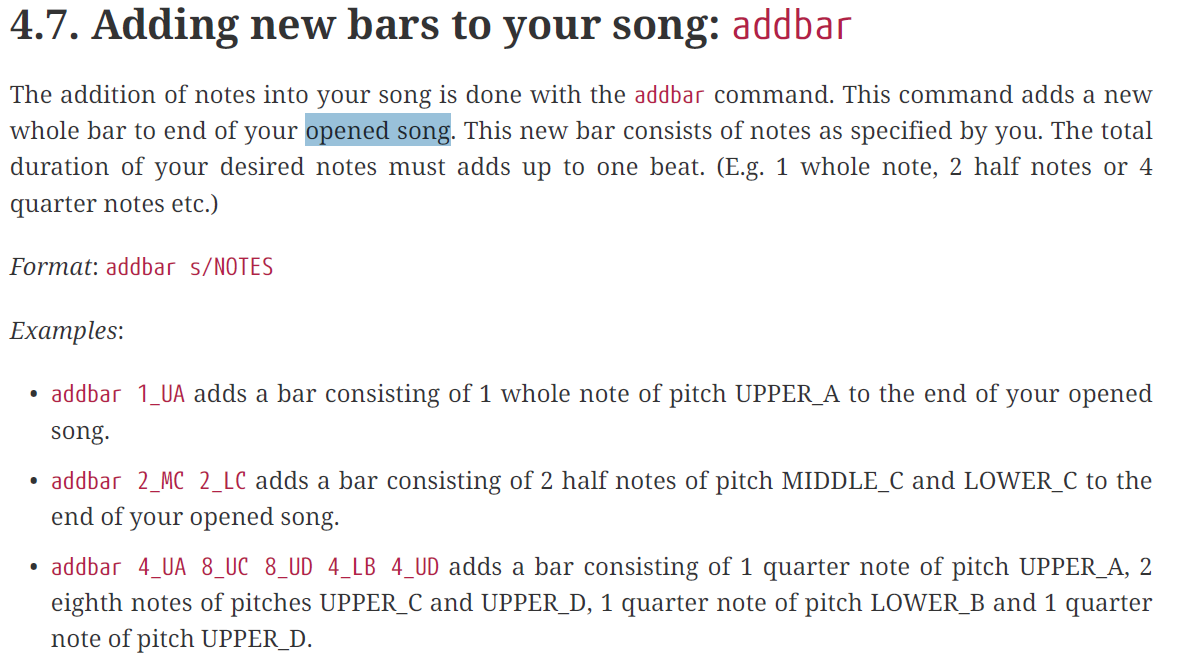 4.7. Adding new bars to your song: addbar
The addition of notes into your song is done with the addbar command. This command adds a new
whole bar to end of your opened song. This new bar consists of notes as specified by you. The total
duration of your desired notes must adds up to one beat. (E.g. 1 whole note, 2 half notes or 4
quarter notes etc.)
Format: addbar s/NOTES
Examples:
• addbar 1_UA adds a bar consisting of 1 whole note of pitch UPPER_A to the end of your opened
song.
• addbar 2_MC 2_LC adds a bar consisting of 2 half notes of pitch MIDDLE_C and LOWER_C to the
end of your opened song.
• addbar 4_UA 8_UC 8_UD 4_LB 4_UD adds a bar consisting of 1 quarter note of pitch UPPER_A, 2
eighth notes of pitches UPPER_C and UPPER_D, 1 quarter note of pitch LOWER_B and 1 quarter
note of pitch UPPER_D.